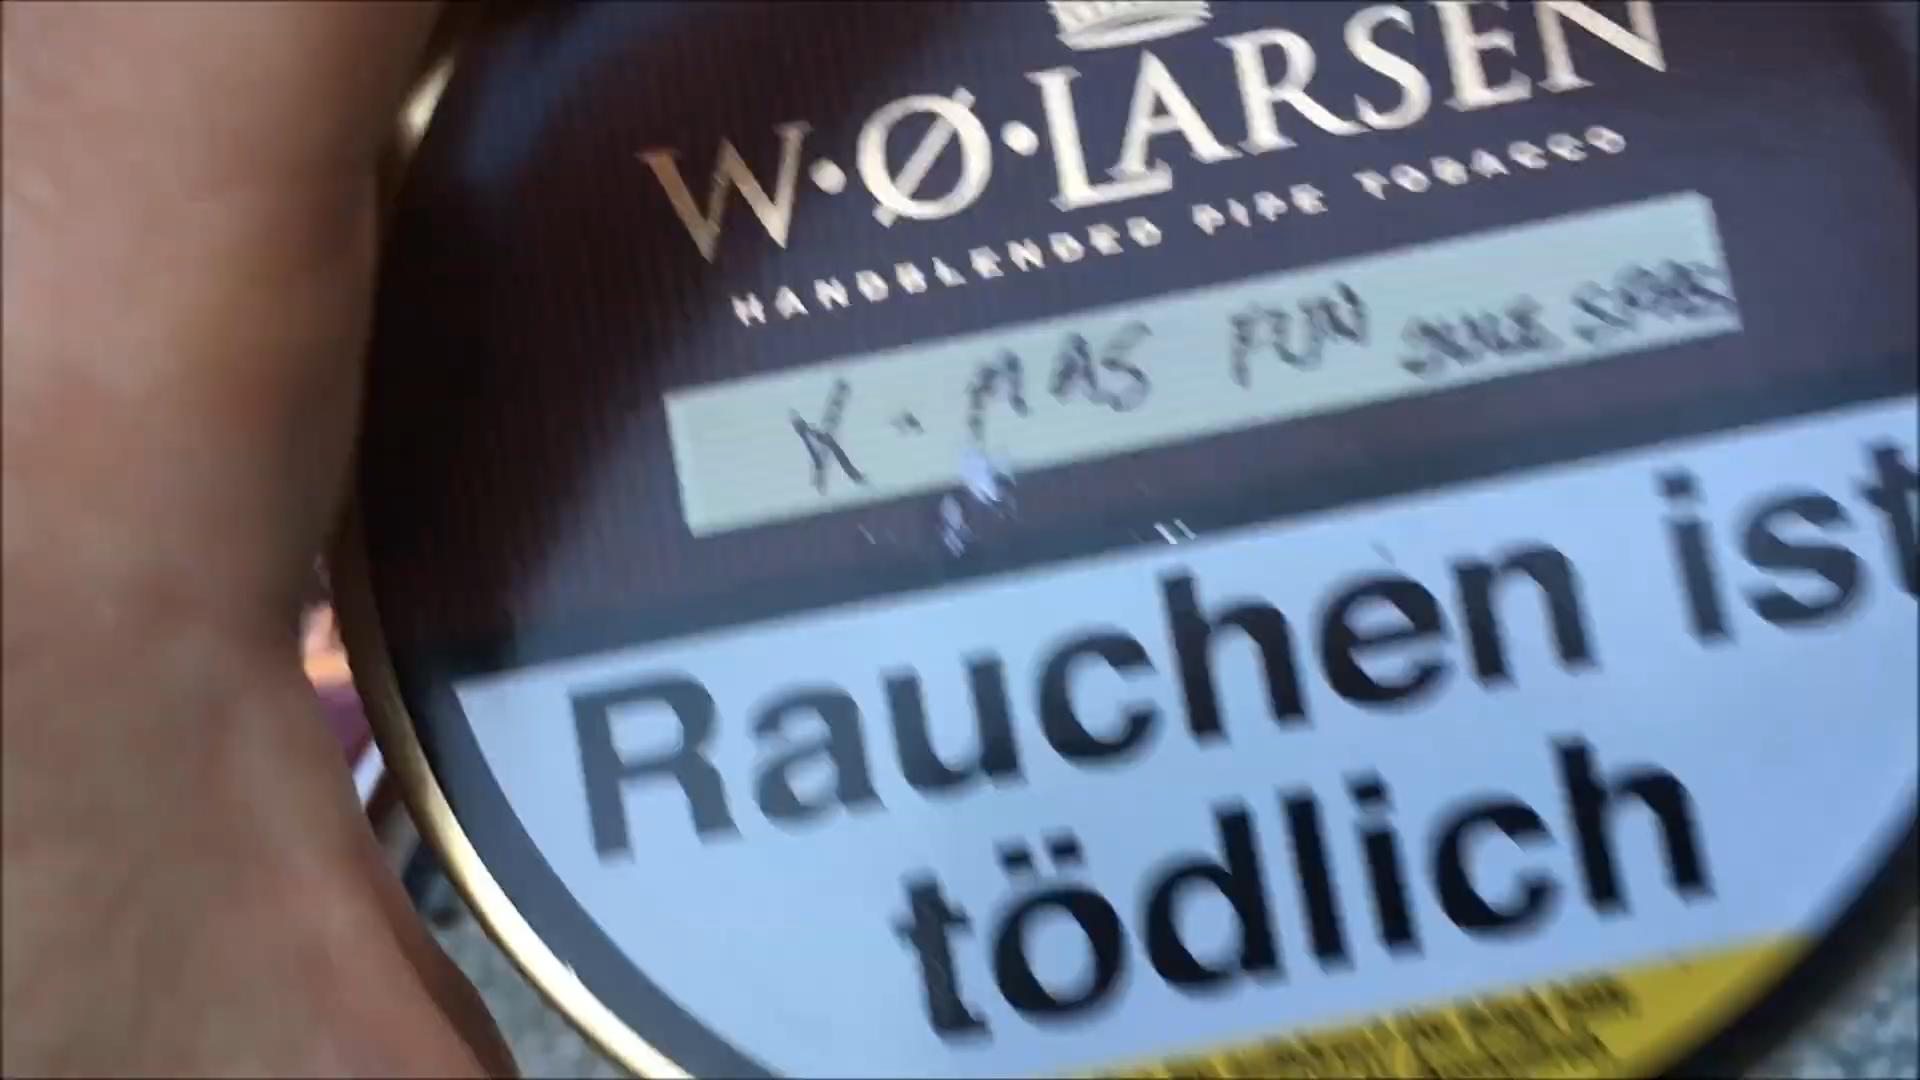 W·Ø·LARSEN
HANDBLENDED PIPE TOBACCO
X-MAS FUN
Rauchen ist
tödlich